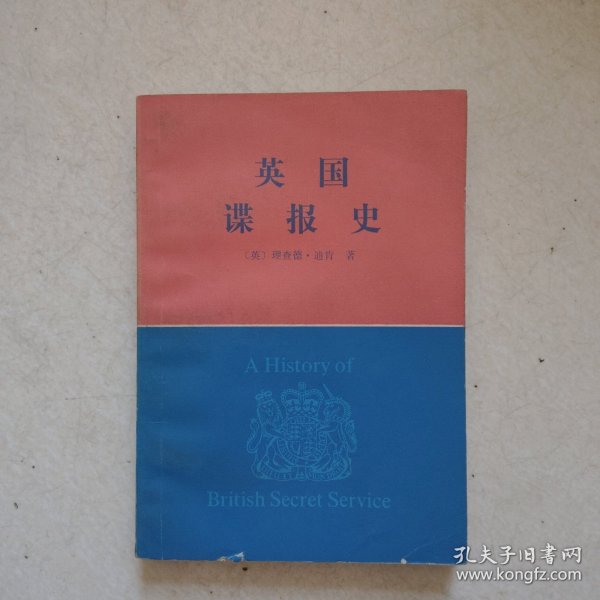 英国
谍报史
〔英〕理查德·迪肯 著
A History of
British Secret Service
孔夫子旧书网
www.kongfz.com